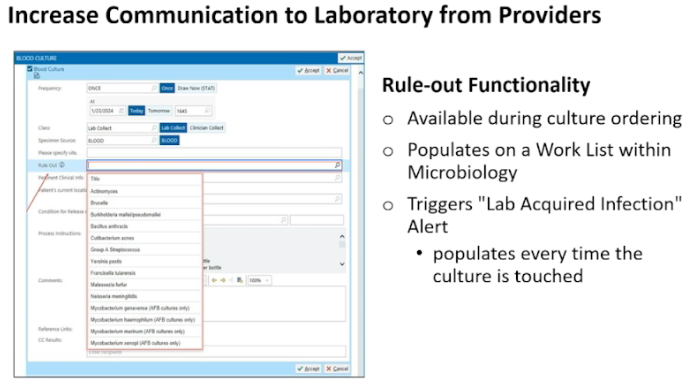 Increase Communication to Laboratory from Providers
BLOOD CULTURE
Accept
Blood Culture
Accept Cancel
Frequency: ONCE Once Draw Now (STAT)
At
1/23/2024 Today Tomorrow
Class: Lab Collect Lab Collect Clinician Collect
Specimen Source: BLOOD BLOOD
Please specify site.
Rule Out
Pertinent Clinical Info
Patient's current locati
Condition for Release
Process Instructions:
Title
Actinomyces
Brucella
Burkholderia mallei/pseudomallei
Bacillus anthracis
Cutibacterium acnes
Group A Streptococcus
Yersinia pestis
Francisella tularensis
Malassezia furfur
Neisseria meningitidis
Mycobacterium genavense (AFB cultures only)
Mycobacterium haemophilum (AFB cultures only)
Mycobacterium marinum (AFB cultures only)
Mycobacterium xenopi (AFB cultures only)
ttle
er bottle
Comments:
100%
Reference Links:
CC Results:
Accept Cancel
Rule-out Functionality
o Available during culture ordering
o Populates on a Work List within
Microbiology
o Triggers "Lab Acquired Infection"
Alert
• populates every time the
culture is touched